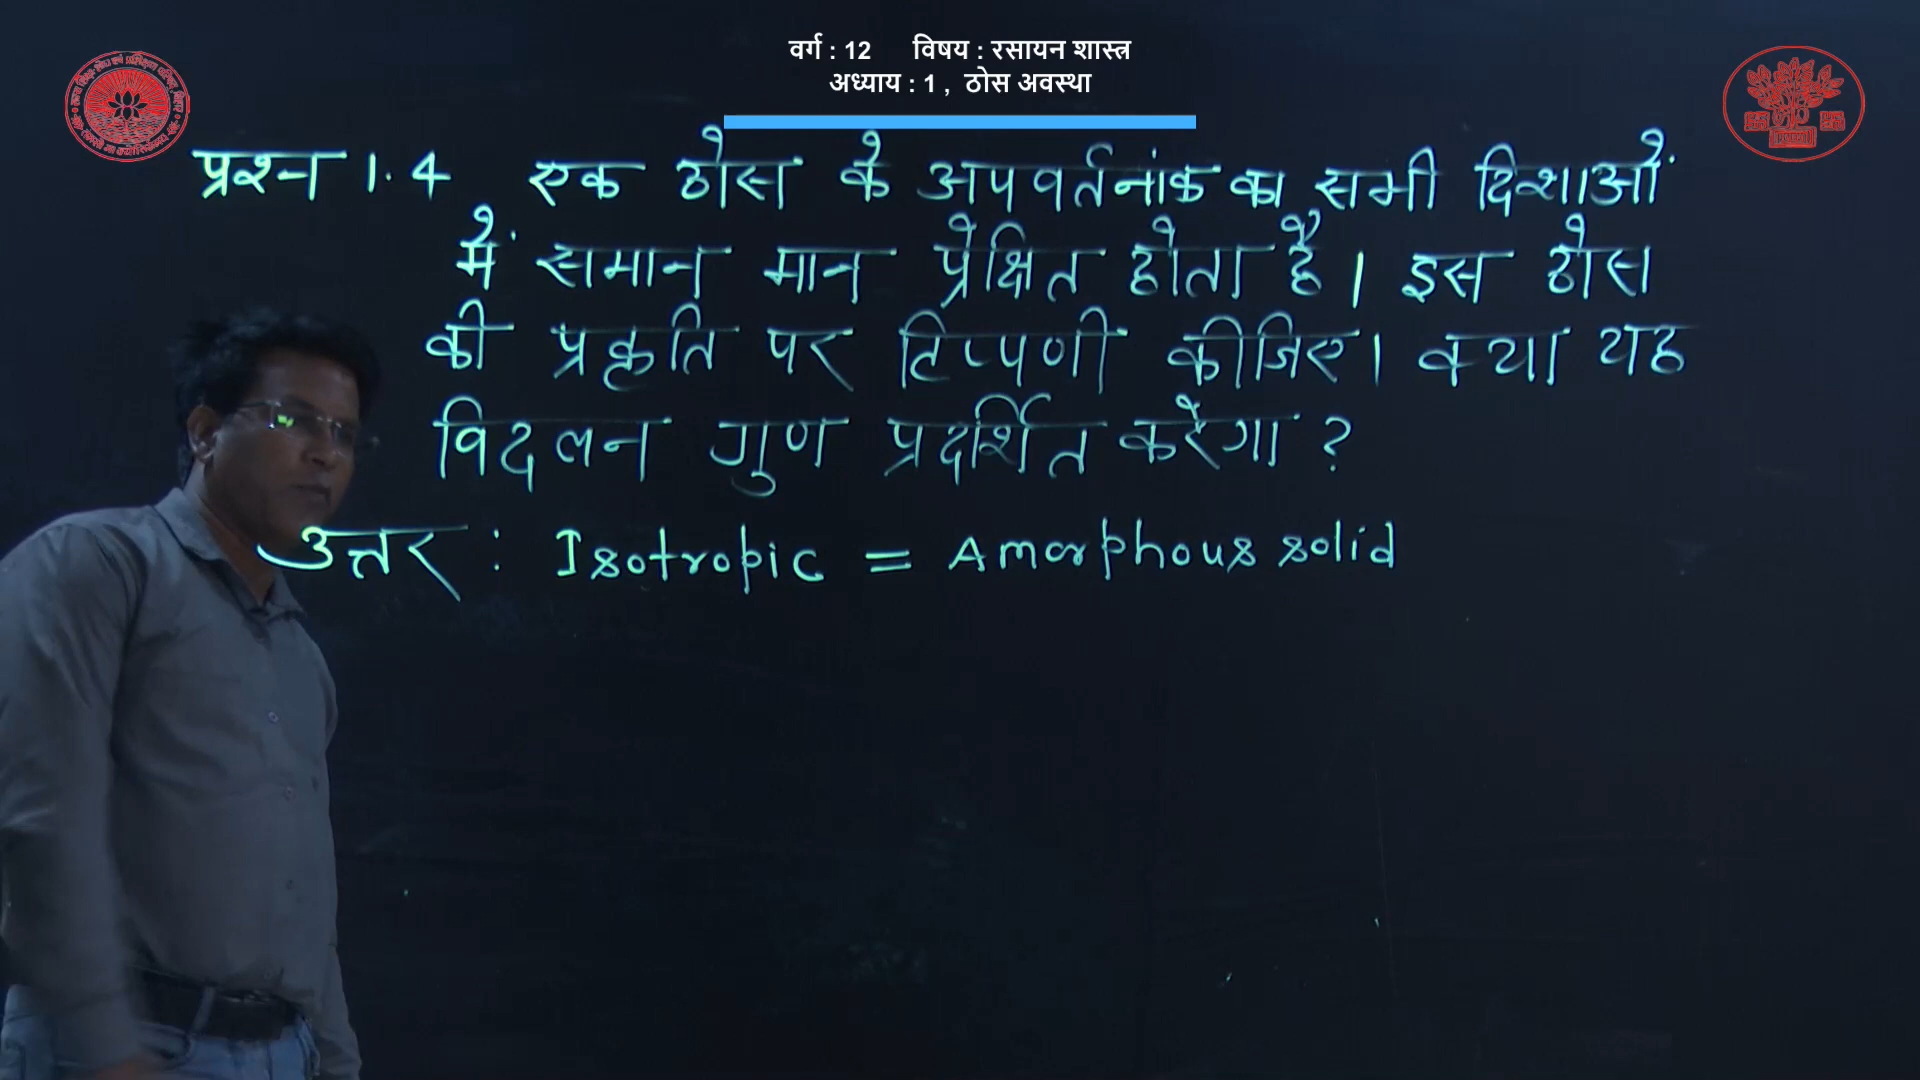 वर्ग : 12 विषय : रसायन शास्त्र
अध्याय : 1 , ठोस अवस्था
प्रश्न 1.4 एक ठोस के अपवर्तनांक का सभी दिशाओं
में समान मान प्रेक्षित होता है। इस ठोस
की प्रकृति पर टिप्पणी कीजिए। क्या यह
विदलन गुण प्रदर्शित करेगा ?
उत्तर : Isotropic = Amorphous solid